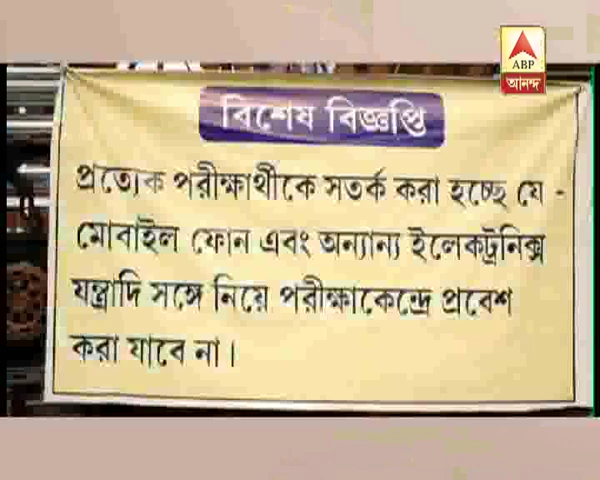 ABP
আনন্দ
বিশেষ বিজ্ঞপ্তি
প্রত্যেক পরীক্ষার্থীকে সতর্ক করা হচ্ছে যে -
মোবাইল ফোন এবং অন্যান্য ইলেকট্রনিক্স
যন্ত্রাদি সঙ্গে নিয়ে পরীক্ষাকেন্দ্রে প্রবেশ
করা যাবে না।